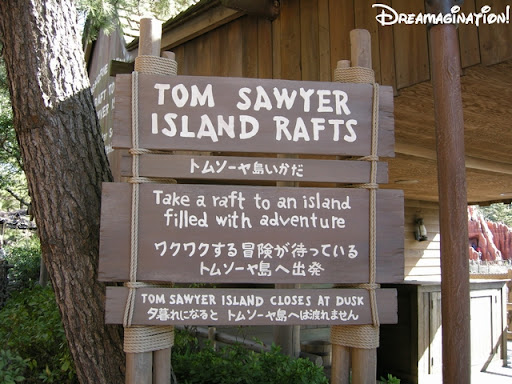 Dreamagination!
TOM SAWYER
ISLAND RAFTS
トムソーヤ島いかだ
Take a raft to an island
filled with adventure
ワクワクする冒険が待っている
トムソーヤ島へ出発
TOM SAWYER ISLAND CLOSES AT DUSK
夕暮れになると トムソーヤ島へは渡れません